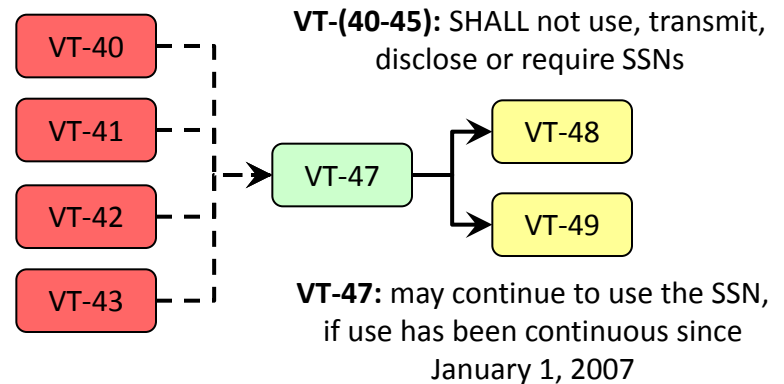 VT-40
VT-(40-45): SHALL not use, transmit,
disclose or require SSNs
VT-41
VT-48
VT-47
VT-42
VT-49
VT-43
VT-47: may continue to use the SSN,
if use has been continuous since
January 1, 2007